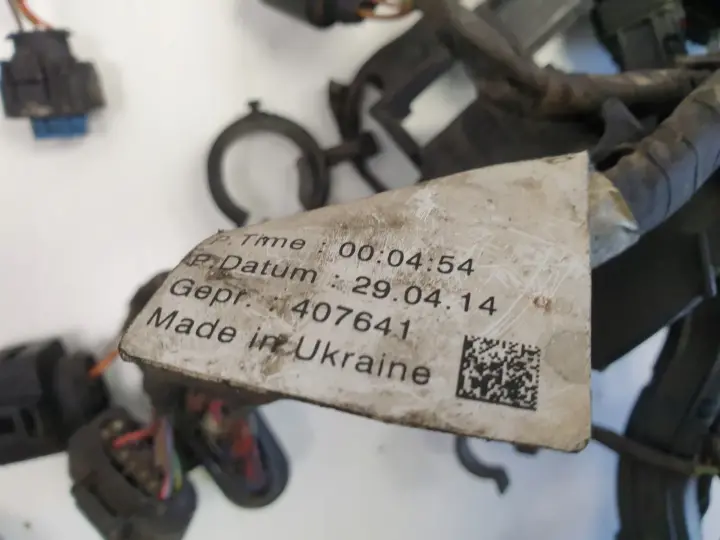 P.Time : 00:04:54
P.Datum : 29.04.14
Gepr. : 407641
Made in Ukraine